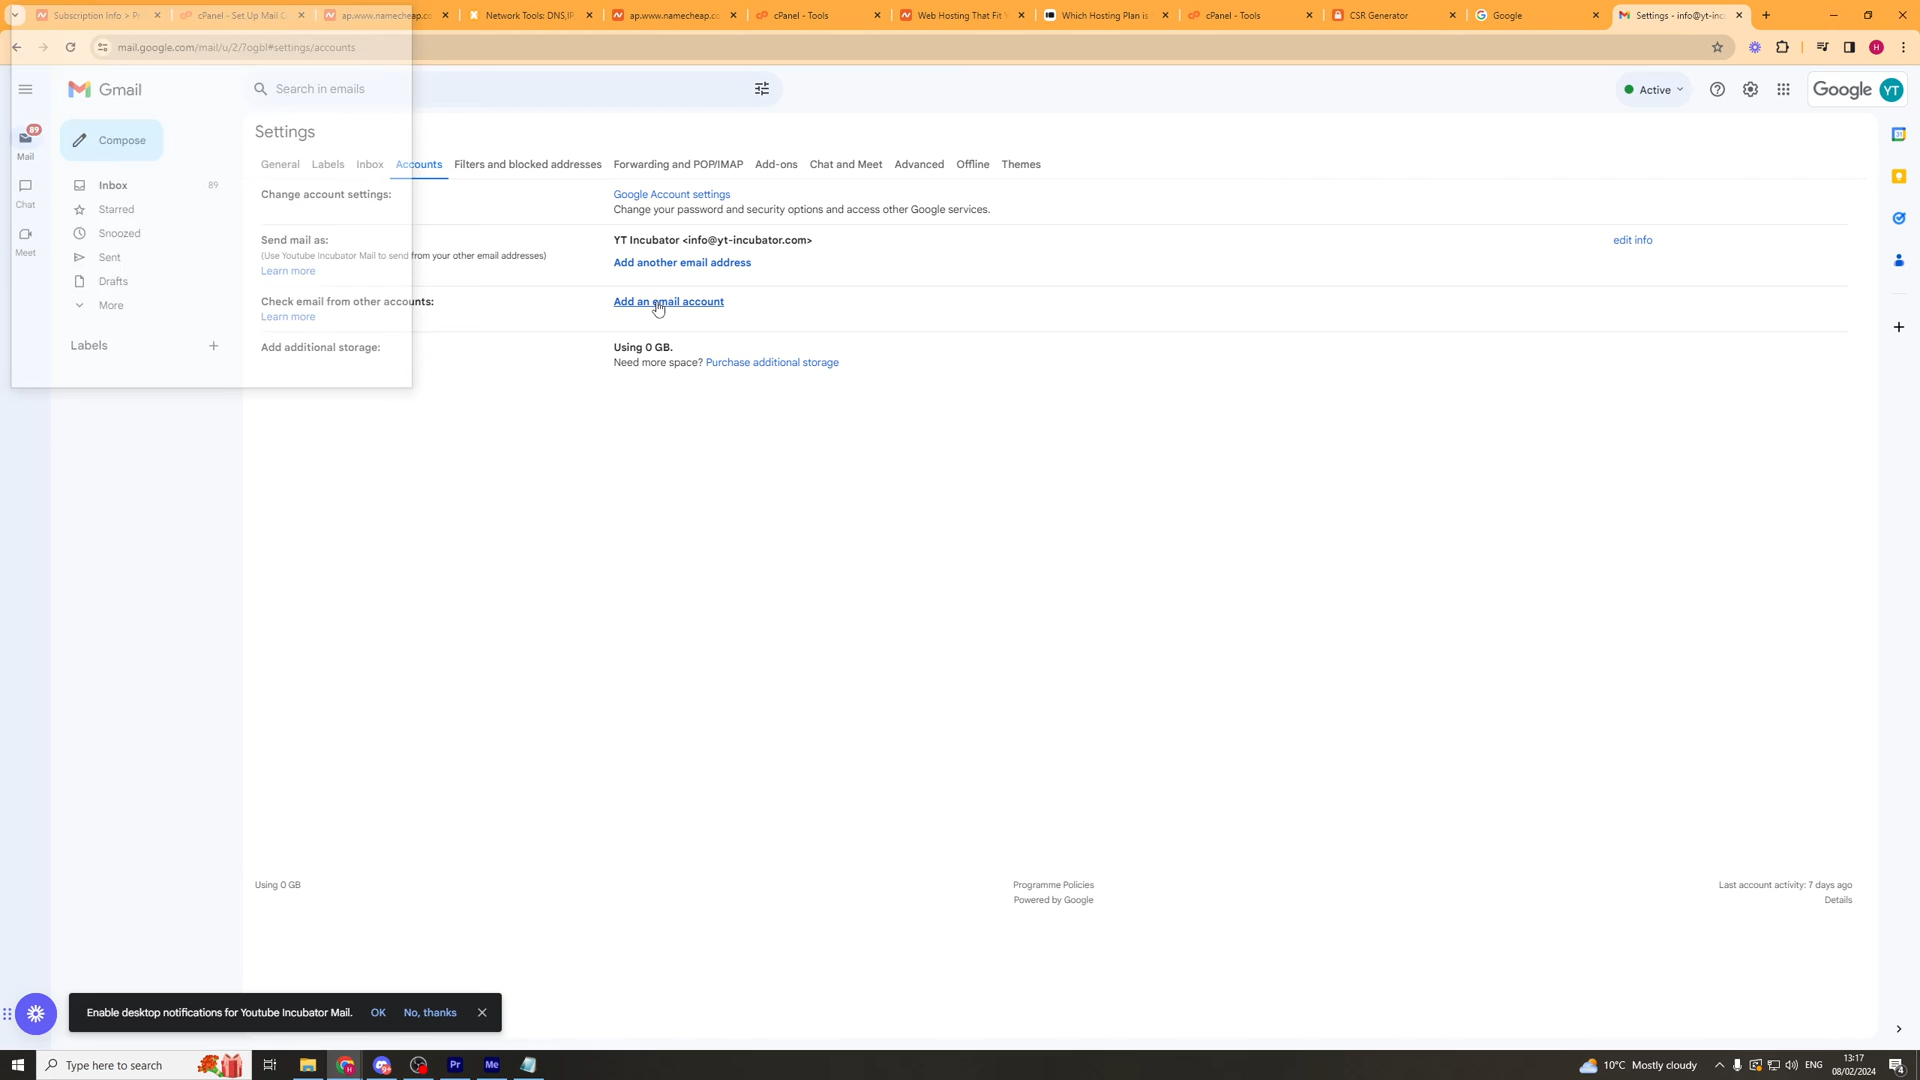 Subscription Info > Pr
cPanel - Set Up Mail C
ap.www.namecheap.co
Network Tools: DNS,IP
ap.www.namecheap.co
cPanel - Tools
Web Hosting That Fit Y
Which Hosting Plan is
cPanel - Tools
CSR Generator
Google
Settings - info@yt-inc
mail.google.com/mail/u/2/?ogbl#settings/accounts
H
Gmail
Search in emails
Active
Google
YT
89
Mail
Compose
Settings
General
Labels
Inbox
Accounts
Filters and blocked addresses
Forwarding and POP/IMAP
Add-ons
Chat and Meet
Advanced
Offline
Themes
Chat
Meet
Inbox
89
Starred
Snoozed
Sent
Drafts
More
Labels
Change account settings:
Google Account settings
Change your password and security options and access other Google services.
Send mail as:
(Use Youtube Incubator Mail to send from your other email addresses)
Learn more
YT Incubator <info@yt-incubator.com>
edit info
Add another email address
Check email from other accounts:
Learn more
Add an email account
Add additional storage:
Using 0 GB.
Need more space? Purchase additional storage
31
Using 0 GB
Programme Policies
Powered by Google
Last account activity: 7 days ago
Details
Enable desktop notifications for Youtube Incubator Mail.
OK
No, thanks
Type here to search
Pr
Me
10°C Mostly cloudy
ENG
13:17
08/02/2024
4